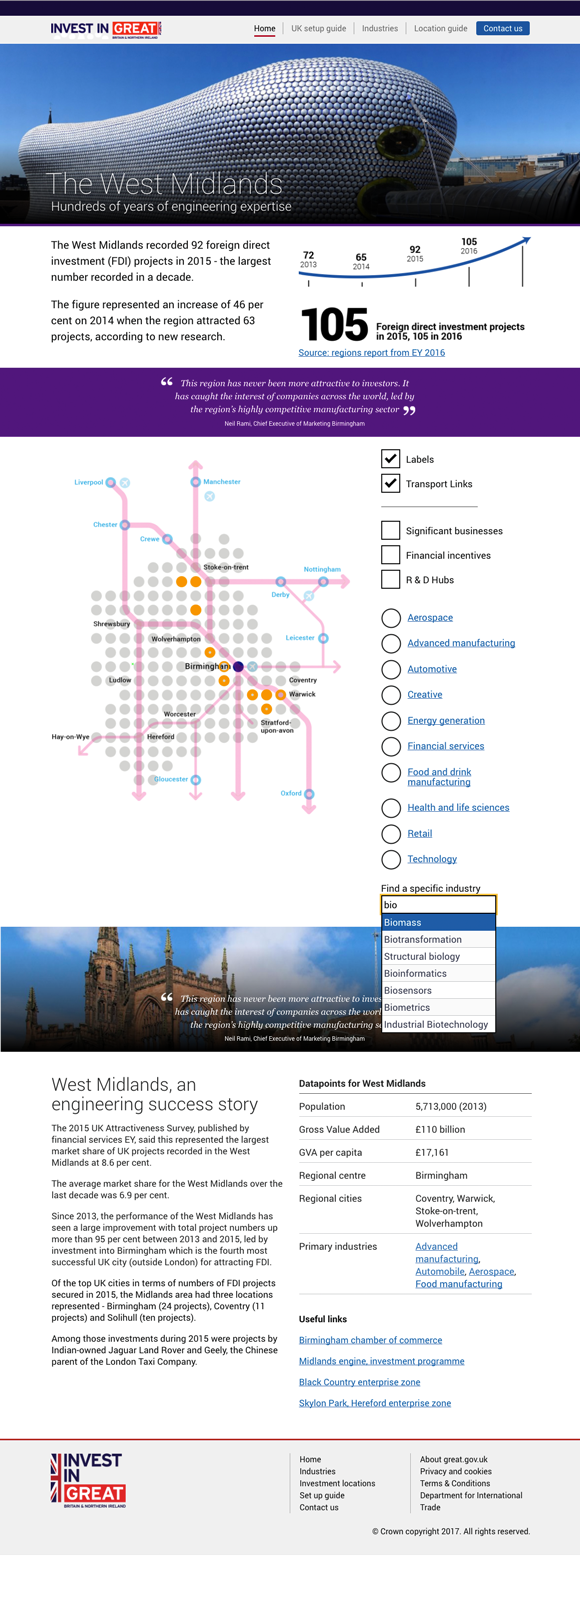 INVEST IN GREAT
BRITAIN & NORTHERN IRELAND
Home
UK setup guide
Industries
Location guide
Contact us
The West Midlands
Hundreds of years of engineering expertise
The West Midlands recorded 92 foreign direct
investment (FDI) projects in 2015 - the largest
number recorded in a decade.
The figure represented an increase of 46 per
cent on 2014 when the region attracted 63
projects, according to new research.
72
2013
65
2014
92
2015
105
2016
105
Foreign direct investment projects
in 2015, 105 in 2016
Source: regions report from EY 2016
“ This region has never been more attractive to investors. It
has caught the interest of companies across the world, led by
the region's highly competitive manufacturing sector ”
Neil Rami, Chief Executive of Marketing Birmingham
Liverpool
Manchester
Chester
Crewe
Stoke-on-trent
Nottingham
Derby
Shrewsbury
Wolverhampton
Leicester
Birmingham
Ludlow
Coventry
Warwick
Worcester
Stratford-
upon-avon
Hay-on-Wye
Hereford
Gloucester
Oxford
Labels
Transport Links
Significant businesses
Financial incentives
R & D Hubs
Aerospace
Advanced manufacturing
Automotive
Creative
Energy generation
Financial services
Food and drink
manufacturing
Health and life sciences
Retail
Technology
Find a specific industry
bio
Biomass
Biotransformation
Structural biology
Bioinformatics
Biosensors
Biometrics
Industrial Biotechnology
“ This region has never been more attractive to inves
has caught the interest of companies across the worl
the region's highly competitive manufacturing se
Neil Rami, Chief Executive of Marketing Birmingham
West Midlands, an
engineering success story
The 2015 UK Attractiveness Survey, published by
financial services EY, said this represented the largest
market share of UK projects recorded in the West
Midlands at 8.6 per cent.
The average market share for the West Midlands over the
last decade was 6.9 per cent.
Since 2013, the performance of the West Midlands has
seen a large improvement with total project numbers up
more than 95 per cent between 2013 and 2015, led by
investment into Birmingham which is the fourth most
successful UK city (outside London) for attracting FDI.
Of the top UK cities in terms of numbers of FDI projects
secured in 2015, the Midlands area had three locations
represented - Birmingham (24 projects), Coventry (11
projects) and Solihull (ten projects).
Among those investments during 2015 were projects by
Indian-owned Jaguar Land Rover and Geely, the Chinese
parent of the London Taxi Company.
Datapoints for West Midlands
Population 5,713,000 (2013)
Gross Value Added £110 billion
GVA per capita £17,161
Regional centre Birmingham
Regional cities Coventry, Warwick,
Stoke-on-trent,
Wolverhampton
Primary industries Advanced
manufacturing,
Automobile, Aerospace,
Food manufacturing
Useful links
Birmingham chamber of commerce
Midlands engine, investment programme
Black Country enterprise zone
Skylon Park, Hereford enterprise zone
INVEST
IN
GREAT
BRITAIN & NORTHERN IRELAND
Home
Industries
Investment locations
Set up guide
Contact us
About great.gov.uk
Privacy and cookies
Terms & Conditions
Department for International
Trade
© Crown copyright 2017. All rights reserved.